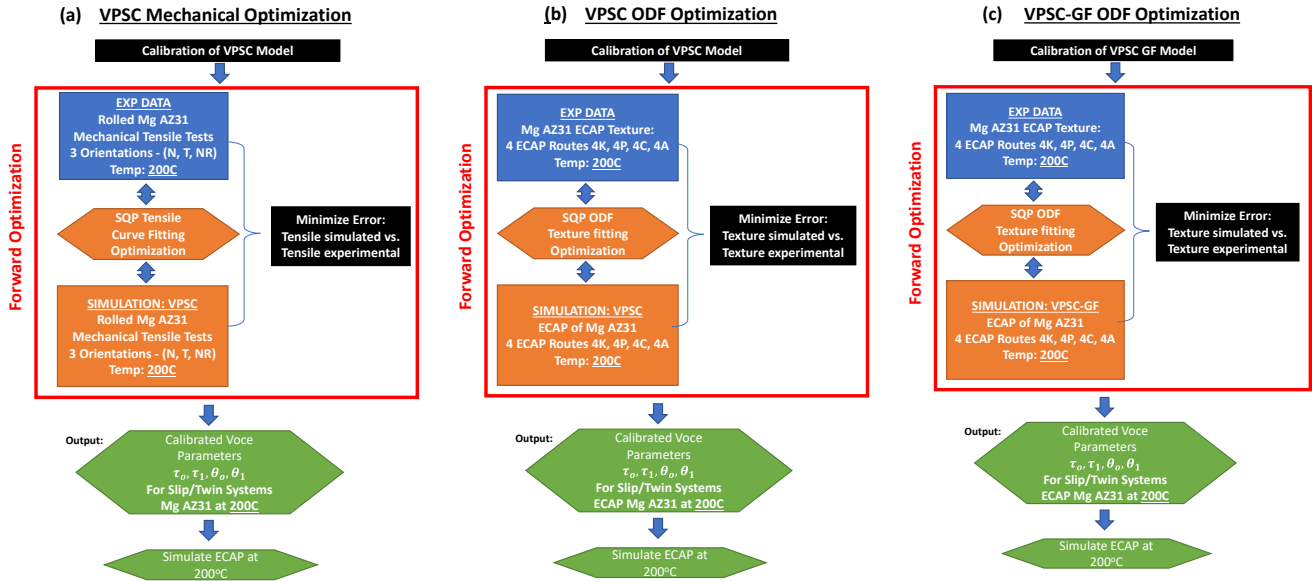 (a) VPSC Mechanical Optimization
Calibration of VPSC Model
Forward Optimization
EXP DATA
Rolled Mg AZ31
Mechanical Tensile Tests
3 Orientations - (N, T, NR)
Temp: 200C
SQP Tensile
Curve Fitting
Optimization
Minimize Error:
Tensile simulated vs.
Tensile experimental
SIMULATION: VPSC
Rolled Mg AZ31
Mechanical Tensile Tests
3 Orientations - (N, T, NR)
Temp: 200C
Output:
Calibrated Voce
Parameters
τₒ, τ₁, θₒ, θ₁
For Slip/Twin Systems
Mg AZ31 at 200C
Simulate ECAP at
200ºC
(b) VPSC ODF Optimization
Calibration of VPSC Model
Forward Optimization
EXP DATA
Mg AZ31 ECAP Texture:
4 ECAP Routes 4K, 4P, 4C, 4A
Temp: 200C
SQP ODF
Texture fitting
Optimization
Minimize Error:
Texture simulated vs.
Texture experimental
SIMULATION: VPSC
ECAP of Mg AZ31
4 ECAP Routes 4K, 4P, 4C, 4A
Temp: 200C
Output:
Calibrated Voce
Parameters
τₒ, τ₁, θₒ, θ₁
For Slip/Twin Systems
ECAP Mg AZ31 at 200C
Simulate ECAP at
200ºC
(c) VPSC-GF ODF Optimization
Calibration of VPSC GF Model
Forward Optimization
EXP DATA
Mg AZ31 ECAP Texture:
4 ECAP Routes 4K, 4P, 4C, 4A
Temp: 200C
SQP ODF
Texture fitting
Optimization
Minimize Error:
Texture simulated vs.
Texture experimental
SIMULATION: VPSC-GF
ECAP of Mg AZ31
4 ECAP Routes 4K, 4P, 4C, 4A
Temp: 200C
Output:
Calibrated Voce
Parameters
τₒ, τ₁, θₒ, θ₁
For Slip/Twin Systems
ECAP Mg AZ31 at 200C
Simulate ECAP at
200ºC